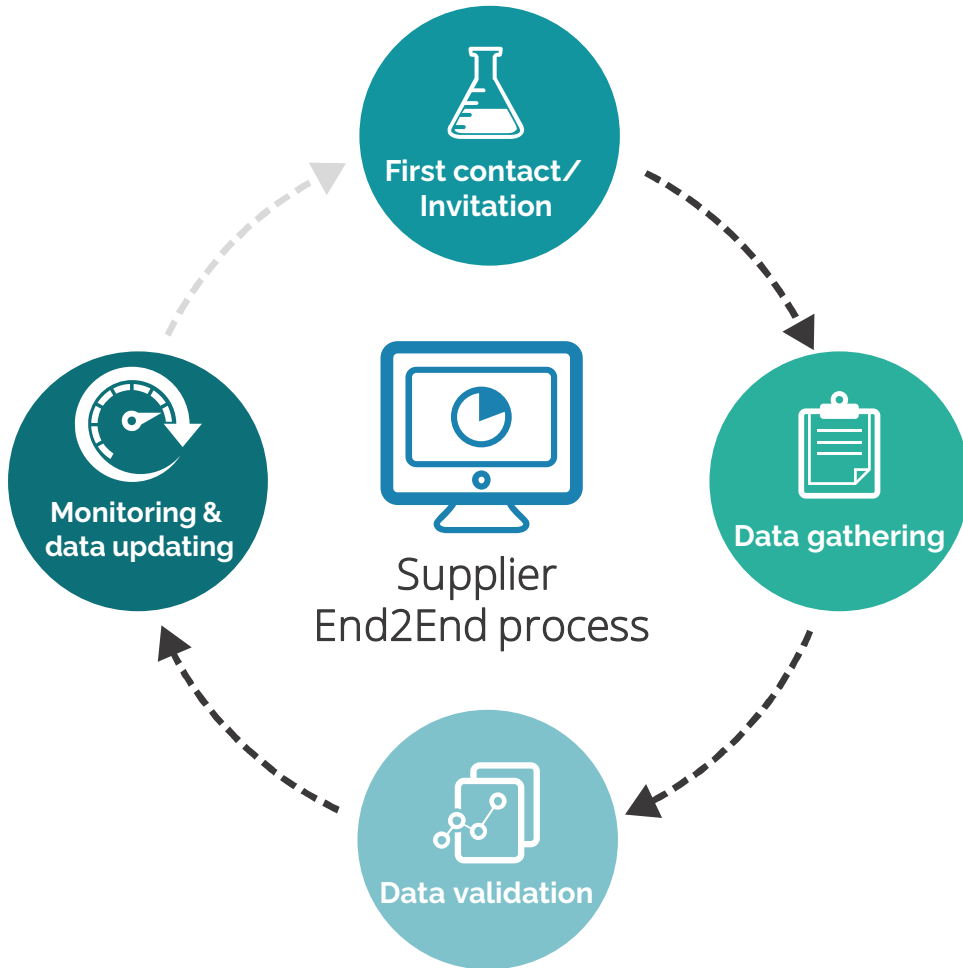 First contact/
Invitation
Data gathering
Data validation
Monitoring &
data updating
Supplier
End2End process